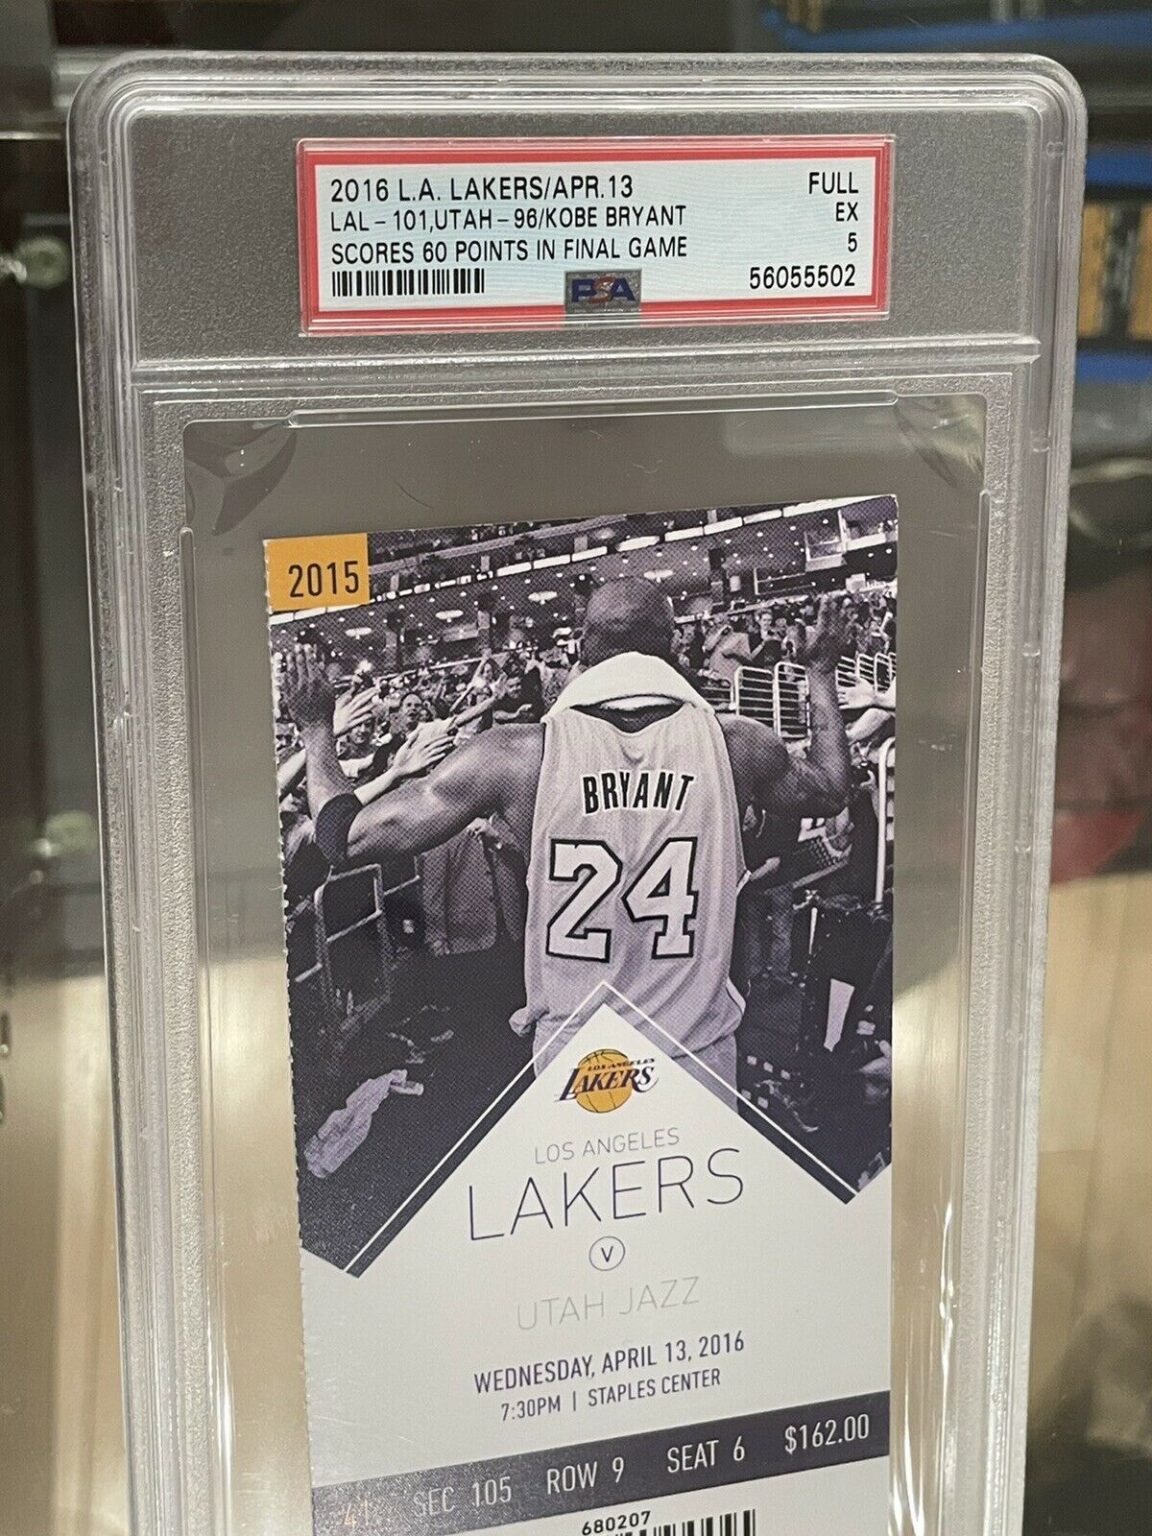 2016 L.A. LAKERS/APR.13
LAL-101,UTAH-96/KOBE BRYANT
SCORES 60 POINTS IN FINAL GAME
FULL
EX
5
56055502
PSA
2015
BRYANT
24
LOS ANGELES
LAKERS
LOS ANGELES
LAKERS
V
UTAH JAZZ
WEDNESDAY, APRIL 13, 2016
7:30PM | STAPLES CENTER
41 SEC 105 ROW 9 SEAT 6 $162.00
680207